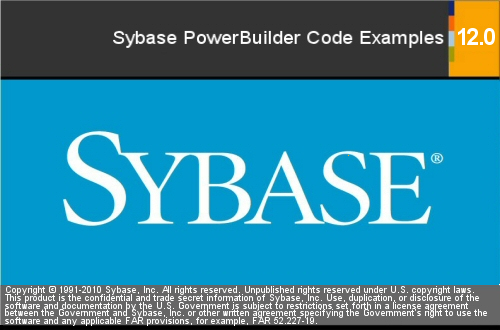 Sybase PowerBuilder Code Examples 12.0
SYBASE®
Copyright © 1991-2010 Sybase, Inc. All rights reserved. Unpublished rights reserved under U.S. copyright laws.
This product is the confidential and trade secret information of Sybase, Inc. Use, duplication, or disclosure of the
software and documentation by the U.S. Government is subject to restrictions set forth in a license agreement
between the Government and Sybase, Inc. or other written agreement specifying the Government's right to use the
software and any applicable FAR provisions, for example, FAR 52.227-19.